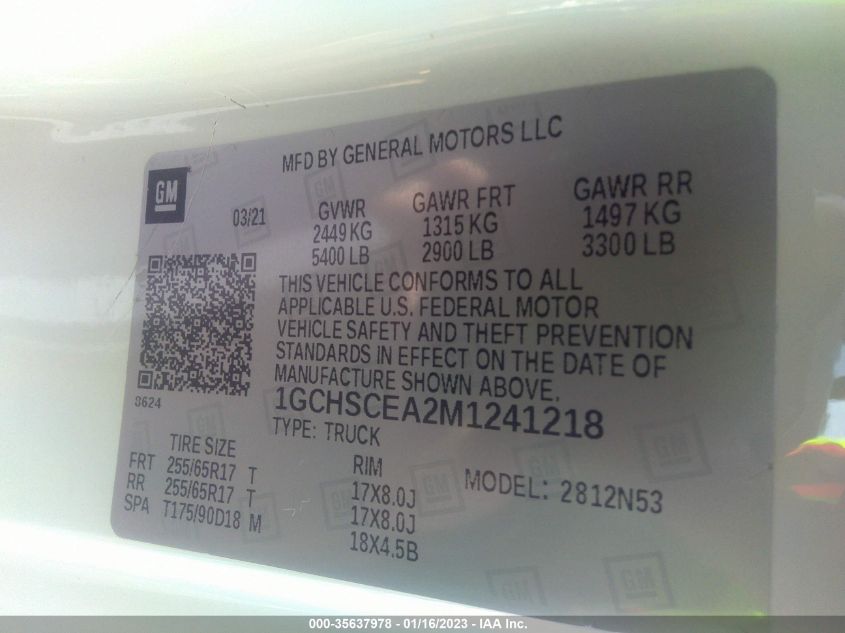 MFD BY GENERAL MOTORS LLC
GM
03/21
GVWR GAWR FRT GAWR RR
2449 KG 1315 KG 1497 KG
5400 LB 2900 LB 3300 LB
THIS VEHICLE CONFORMS TO ALL
APPLICABLE U.S. FEDERAL MOTOR
VEHICLE SAFETY AND THEFT PREVENTION
STANDARDS IN EFFECT ON THE DATE OF
MANUFACTURE SHOWN ABOVE.
1GCHSCEA2M1241218
3624
TYPE: TRUCK
TIRE SIZE RIM MODEL: 2812N53
FRT 255/65R17 T 17X8.0J
RR 255/65R17 T 17X8.0J
SPA T175/90D18 M 18X4.5B
000-35637978 - 01/16/2023 - IAA Inc.